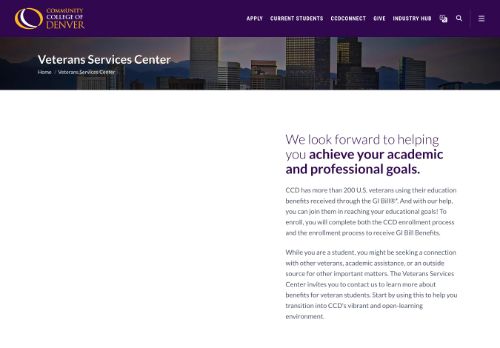 COMMUNITY
COLLEGE OF
DENVER
APPLY CURRENT STUDENTS CCDCONNECT GIVE INDUSTRY HUB
Veterans Services Center
Home / Veterans Services Center
We look forward to helping
you achieve your academic
and professional goals.
CCD has more than 200 U.S. veterans using their education
benefits received through the GI Bill®*. And with our help,
you can join them in reaching your educational goals! To
enroll, you will complete both the CCD enrollment process
and the enrollment process to receive GI Bill Benefits.
While you are a student, you might be seeking a connection
with other veterans, academic assistance, or an outside
source for other important matters. The Veterans Services
Center invites you to contact us to learn more about
benefits for veteran students. Start by using this to help you
transition into CCD's vibrant and open-learning
environment.